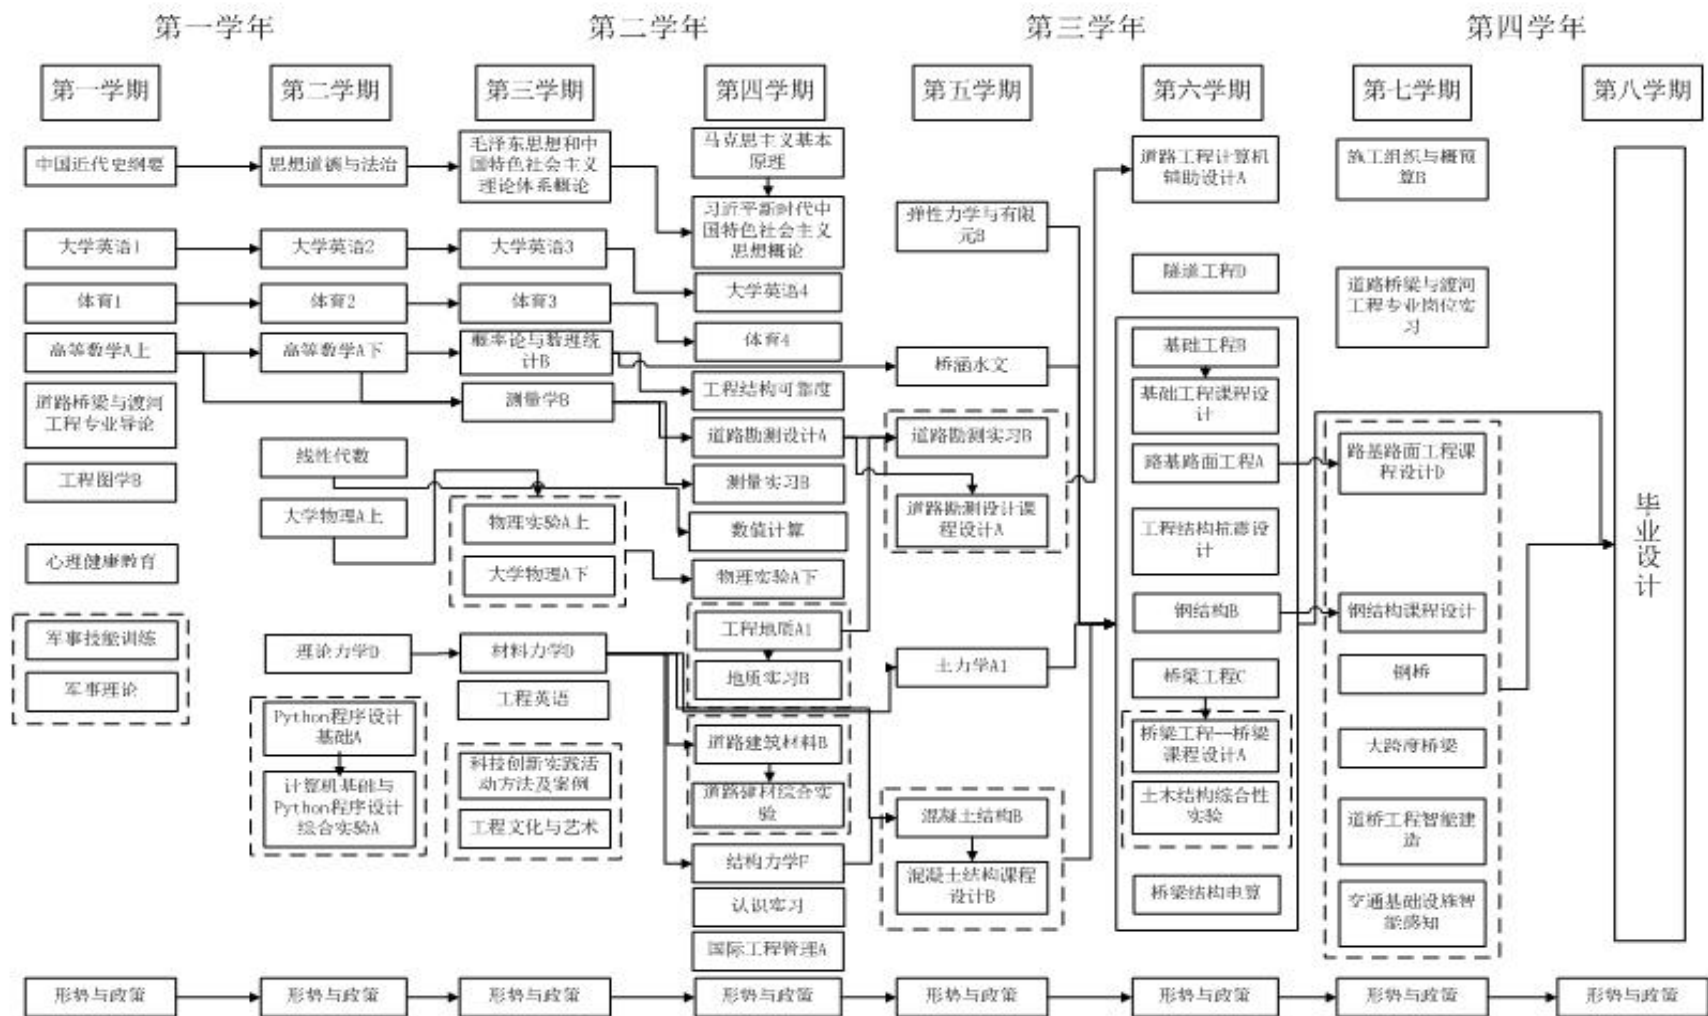 第一学年
第二学年
第三学年
第四学年
第一学期
第二学期
第三学期
第四学期
第五学期
第六学期
第七学期
第八学期
中国近代史纲要
大学英语1
体育1
高等数学A上
道路桥梁与渡河
工程专业导论
工程图学B
心理健康教育
军事技能训练
军事理论
形势与政策
思想道德与法治
大学英语2
体育2
高等数学A下
线性代数
大学物理A上
理论力学D
Python程序设计
基础A
计算机基础与
Python程序设计
综合实验A
形势与政策
毛泽东思想和中
国特色社会主义
理论体系概论
大学英语3
体育3
概率论与数理统
计B
测量学B
物理实验A上
大学物理A下
材料力学D
工程英语
科技创新实践活
动方法及案例
工程文化与艺术
形势与政策
马克思主义基本
原理
习近平新时代中
国特色社会主义
思想概论
大学英语4
体育4
工程结构可靠度
道路勘测设计A
测量实习B
数值计算
物理实验A下
工程地质A1
地质实习B
道路建筑材料B
道路建材综合实
验
结构力学F
认识实习
国际工程管理A
形势与政策
弹性力学与有限
元B
桥涵水文
道路勘测实习B
道路勘测设计课
程设计A
土力学A1
混凝土结构B
混凝土结构课程
设计B
形势与政策
道路工程计算机
辅助设计A
隧道工程D
基础工程B
基础工程课程设
计
路基路面工程A
工程结构抗震设
计
钢结构B
桥梁工程C
桥梁工程--桥梁
课程设计A
土木结构综合性
实验
桥梁结构电算
形势与政策
施工组织与概预
算B
道路桥梁与渡河
工程专业岗位实
习
路基路面工程课
程设计D
钢结构课程设计
钢桥
大跨度桥梁
道桥工程智能建
造
交通基础设施智
能感知
形势与政策
毕业设计
形势与政策